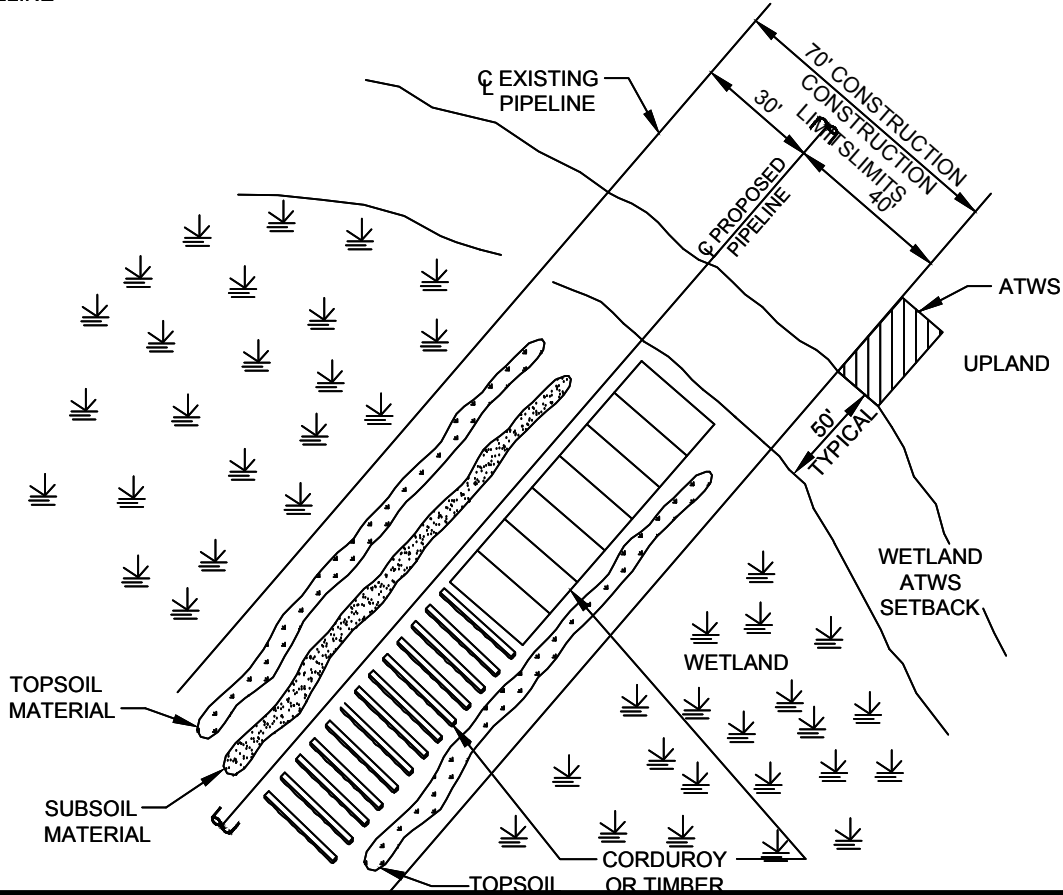 ℄ EXISTING
PIPELINE
70' CONSTRUCTION
CONSTRUCTION
LIMITS
LIMITS
30'
40'
℄ PROPOSED
PIPELINE
ATWS
UPLAND
50'
TYPICAL
WETLAND
ATWS
SETBACK
WETLAND
TOPSOIL
MATERIAL
SUBSOIL
MATERIAL
CORDUROY
OR TIMBER
TOPSOIL